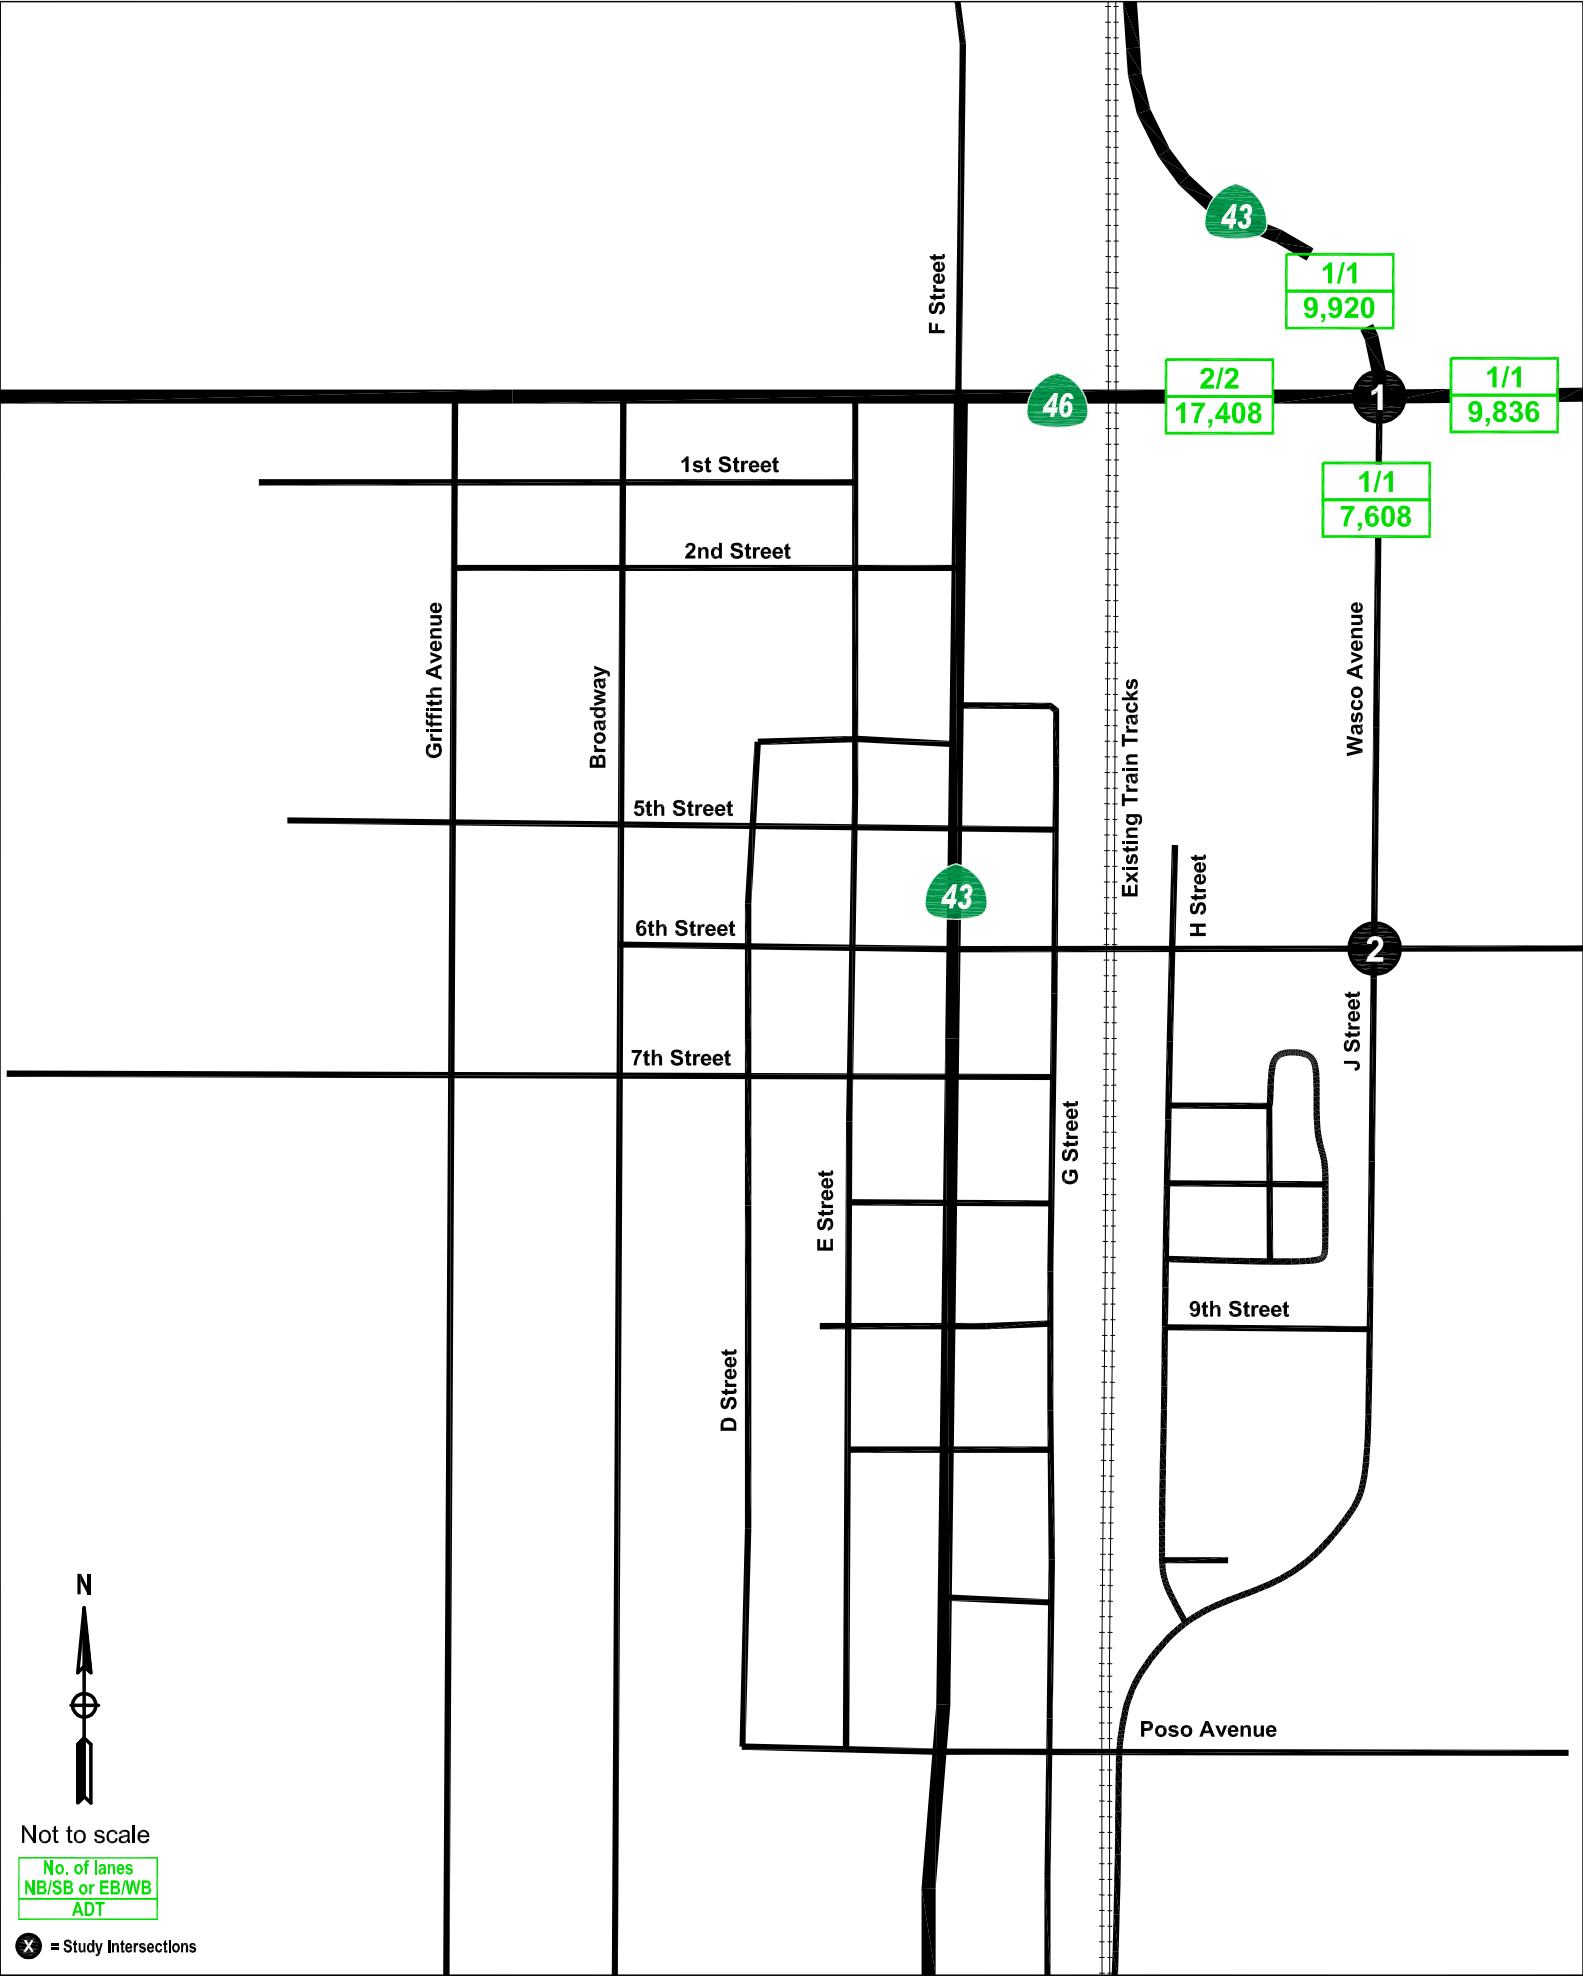 43
F Street
1/1
9,920
46
2/2
17,408
1
1/1
9,836
1st Street
1/1
7,608
2nd Street
Griffith Avenue
Broadway
Wasco Avenue
Existing Train Tracks
5th Street
H Street
43
6th Street
2
J Street
7th Street
G Street
E Street
9th Street
D Street
N
Poso Avenue
Not to scale
No. of lanes
NB/SB or EB/WB
ADT
X = Study Intersections